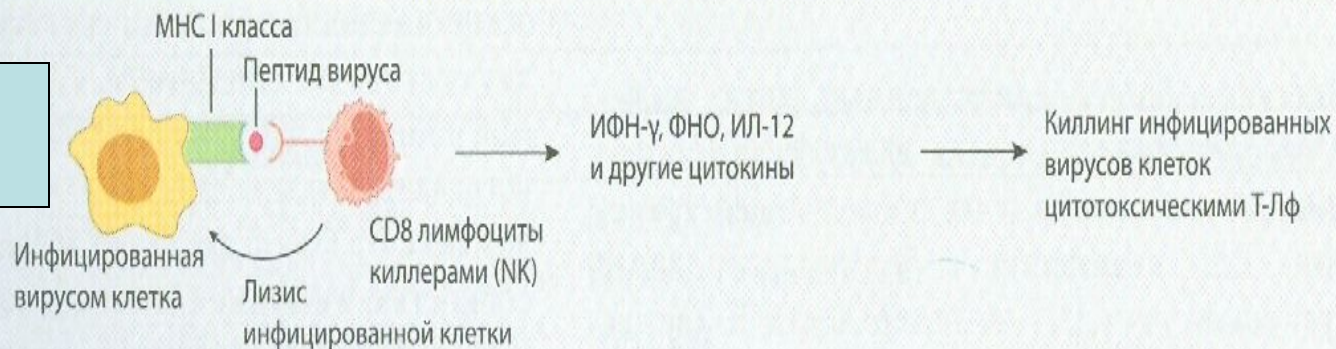 MHC I класса
Пептид вируса
ИФН-γ, ФНО, ИЛ-12
и другие цитокины
Киллинг инфицированных
вирусов клеток
цитотоксическими Т-Лф
Инфицированная
вирусом клетка
Лизис
инфицированной клетки
CD8 лимфоциты
киллерами (NK)